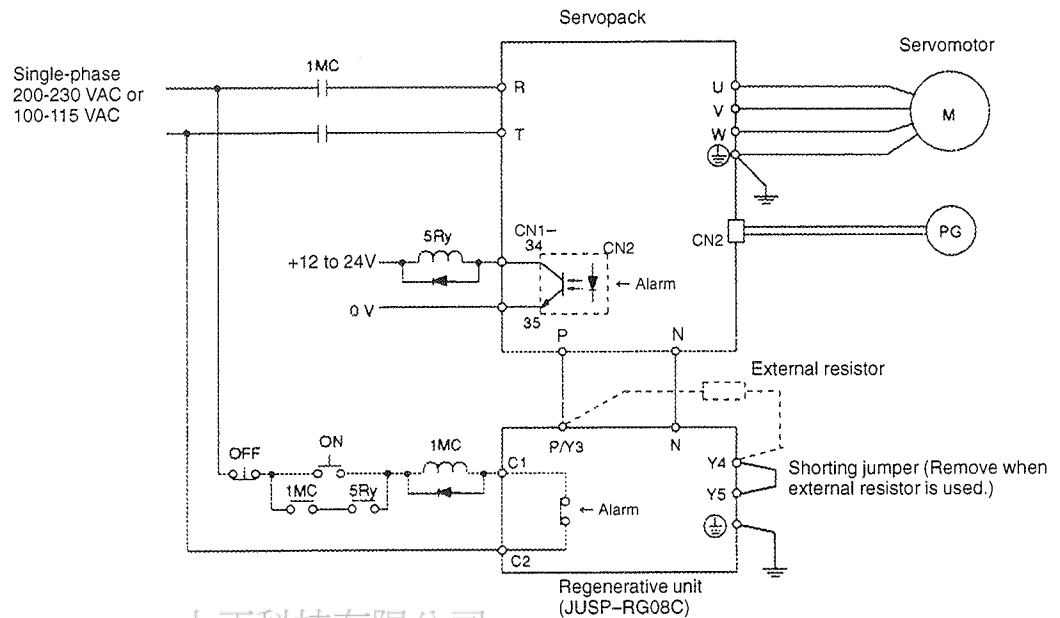 Servopack
Servomotor
Single-phase
200-230 VAC or
100-115 VAC
1MC
R
T
U
V
W
M
CN2
PG
5Ry
CN1–
34
CN2
+12 to 24V
← Alarm
0 V
35
P
N
External resistor
OFF
ON
1MC
P/Y3
N
C1
Y4
Y5
Shorting jumper (Remove when
external resistor is used.)
1MC
5Ry
← Alarm
C2
Regenerative unit
(JUSP–RG08C)